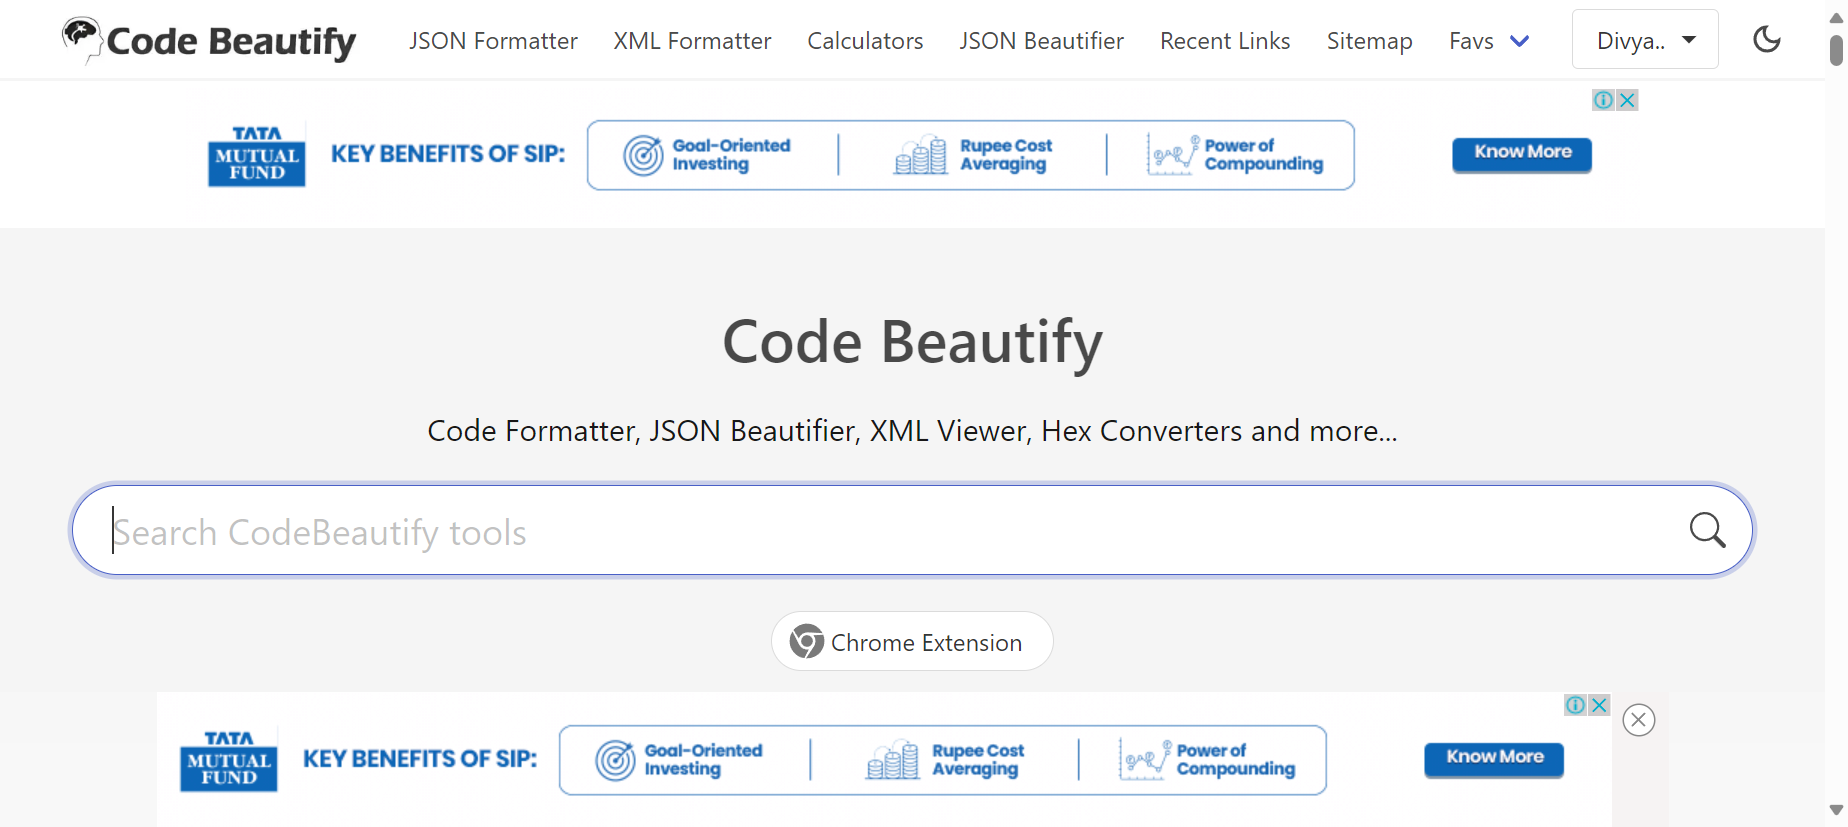 Code Beautify
JSON Formatter
XML Formatter
Calculators
JSON Beautifier
Recent Links
Sitemap
Favs
Divya..
TATA
MUTUAL
FUND
KEY BENEFITS OF SIP:
Goal-Oriented
Investing
Rupee Cost
Averaging
Power of
Compounding
Know More
Code Beautify
Code Formatter, JSON Beautifier, XML Viewer, Hex Converters and more...
Search CodeBeautify tools
Chrome Extension
TATA
MUTUAL
FUND
KEY BENEFITS OF SIP:
Goal-Oriented
Investing
Rupee Cost
Averaging
Power of
Compounding
Know More